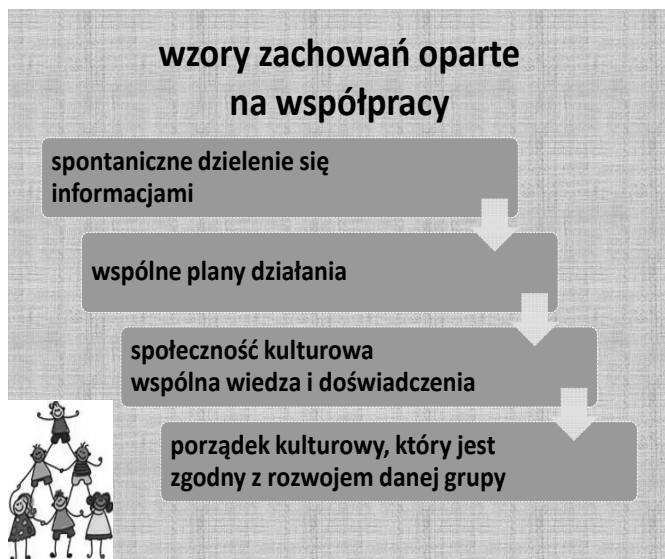 wzory zachowań oparte
na współpracy
spontaniczne dzielenie się
informacjami
wspólne plany działania
społeczność kulturowa
wspólna wiedza i doświadczenia
porządek kulturowy, który jest
zgodny z rozwojem danej grupy